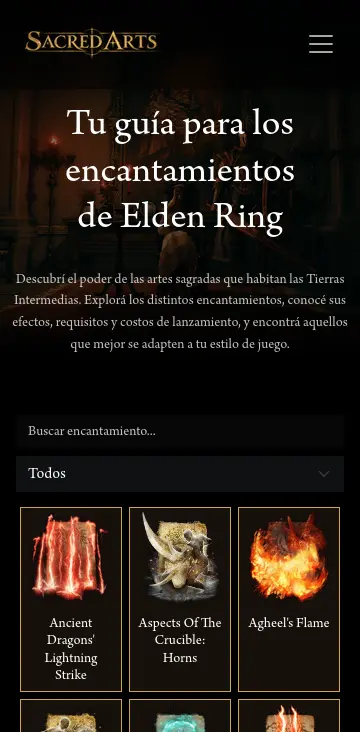 SACRED ARTS
Tu guía para los
encantamientos
de Elden Ring
Descubrí el poder de las artes sagradas que habitan las Tierras
Intermedias. Explorá los distintos encantamientos, conocé sus
efectos, requisitos y costos de lanzamiento, y encontrá aquellos
que mejor se adapten a tu estilo de juego.
Buscar encantamiento...
Todos
Ancient
Dragons'
Lightning
Strike
Aspects Of The
Crucible:
Horns
Agheel's Flame